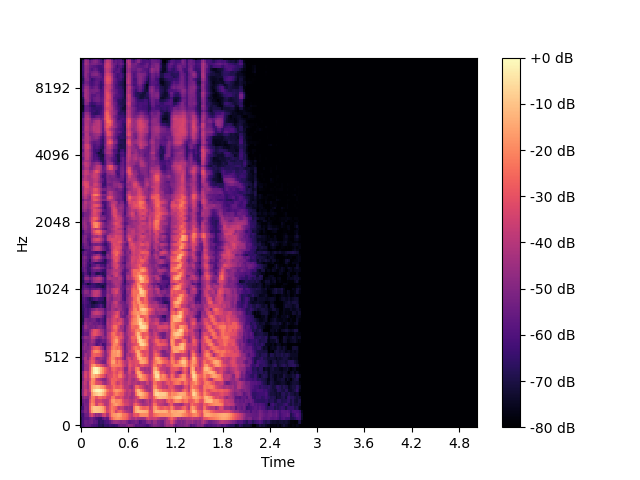 +0 dB
8192
-10 dB
4096
-20 dB
-30 dB
2048
Hz
-40 dB
1024
-50 dB
512
-60 dB
-70 dB
0
-80 dB
0 0.6 1.2 1.8 2.4 3 3.6 4.2 4.8
Time